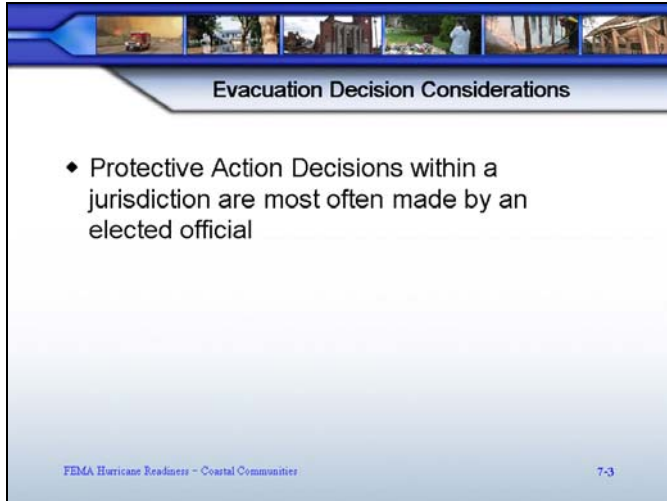 Evacuation Decision Considerations
◆ Protective Action Decisions within a
jurisdiction are most often made by an
elected official
FEMA Hurricane Readiness - Coastal Communities
7-3